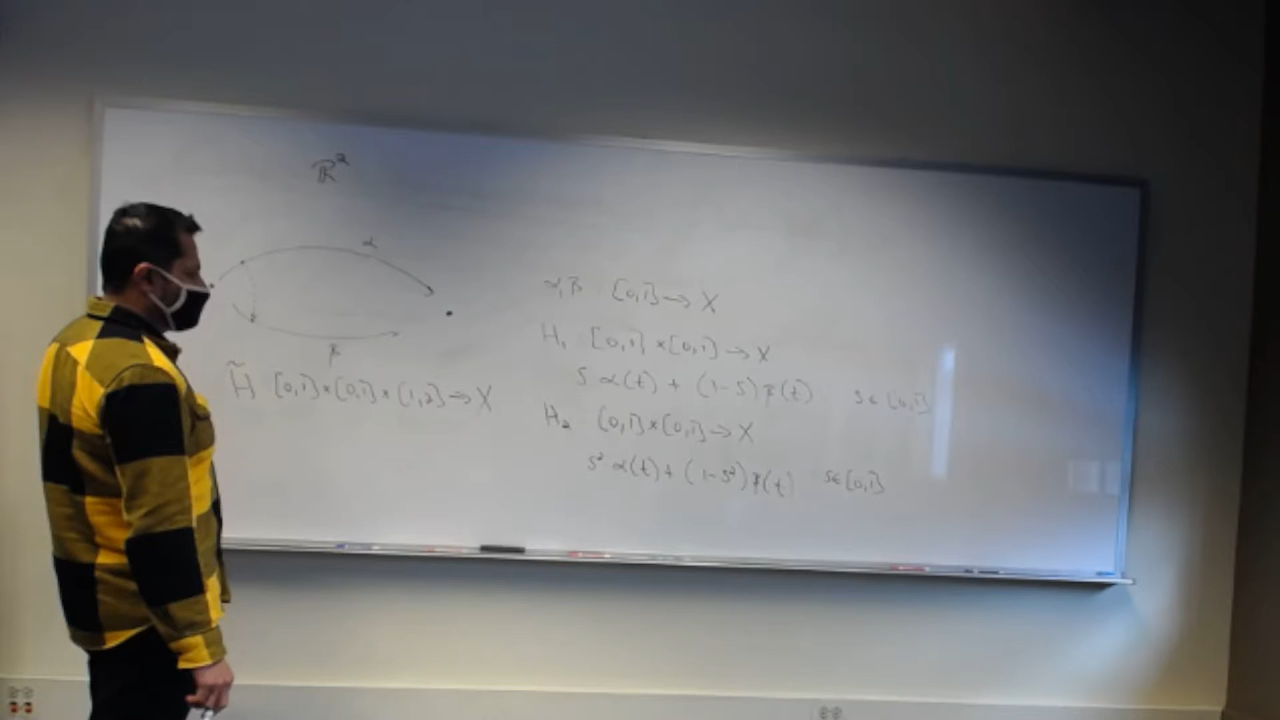 ℝ²
α
β
H̃ [0,1]×[0,1]×[1,2]→X
α,β : [0,1]→X
H₁ [0,1]×[0,1]→X
s α(t) + (1-s) β(t) s∈[0,1]
H₂ [0,1]×[0,1]→X
s² α(t) + (1-s²) β(t) s∈[0,1]